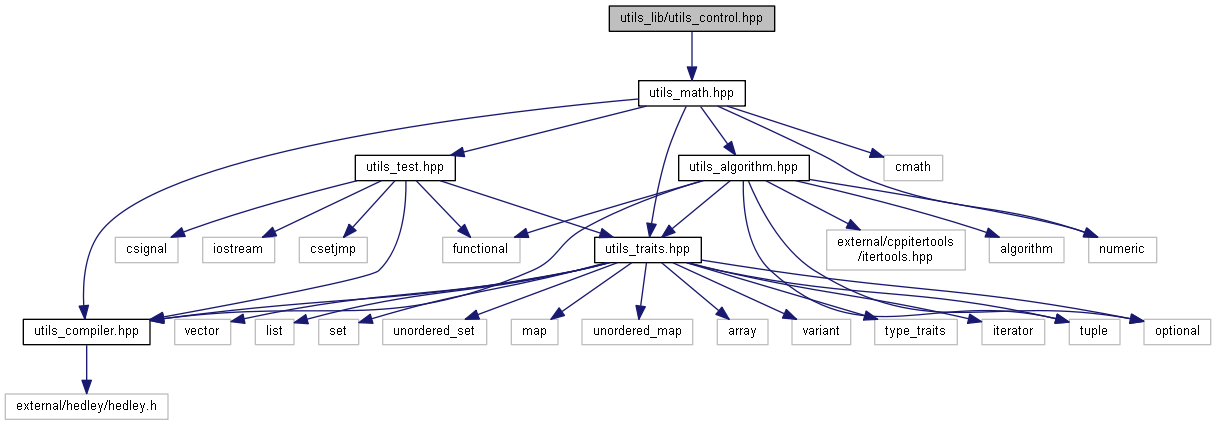 utils_lib/utils_control.hpp
utils_math.hpp
utils_test.hpp
utils_algorithm.hpp
cmath
csignal
iostream
csetjmp
functional
utils_traits.hpp
external/cppitertools
/itertools.hpp
algorithm
numeric
utils_compiler.hpp
vector
list
set
unordered_set
map
unordered_map
array
variant
type_traits
iterator
tuple
optional
external/hedley/hedley.h